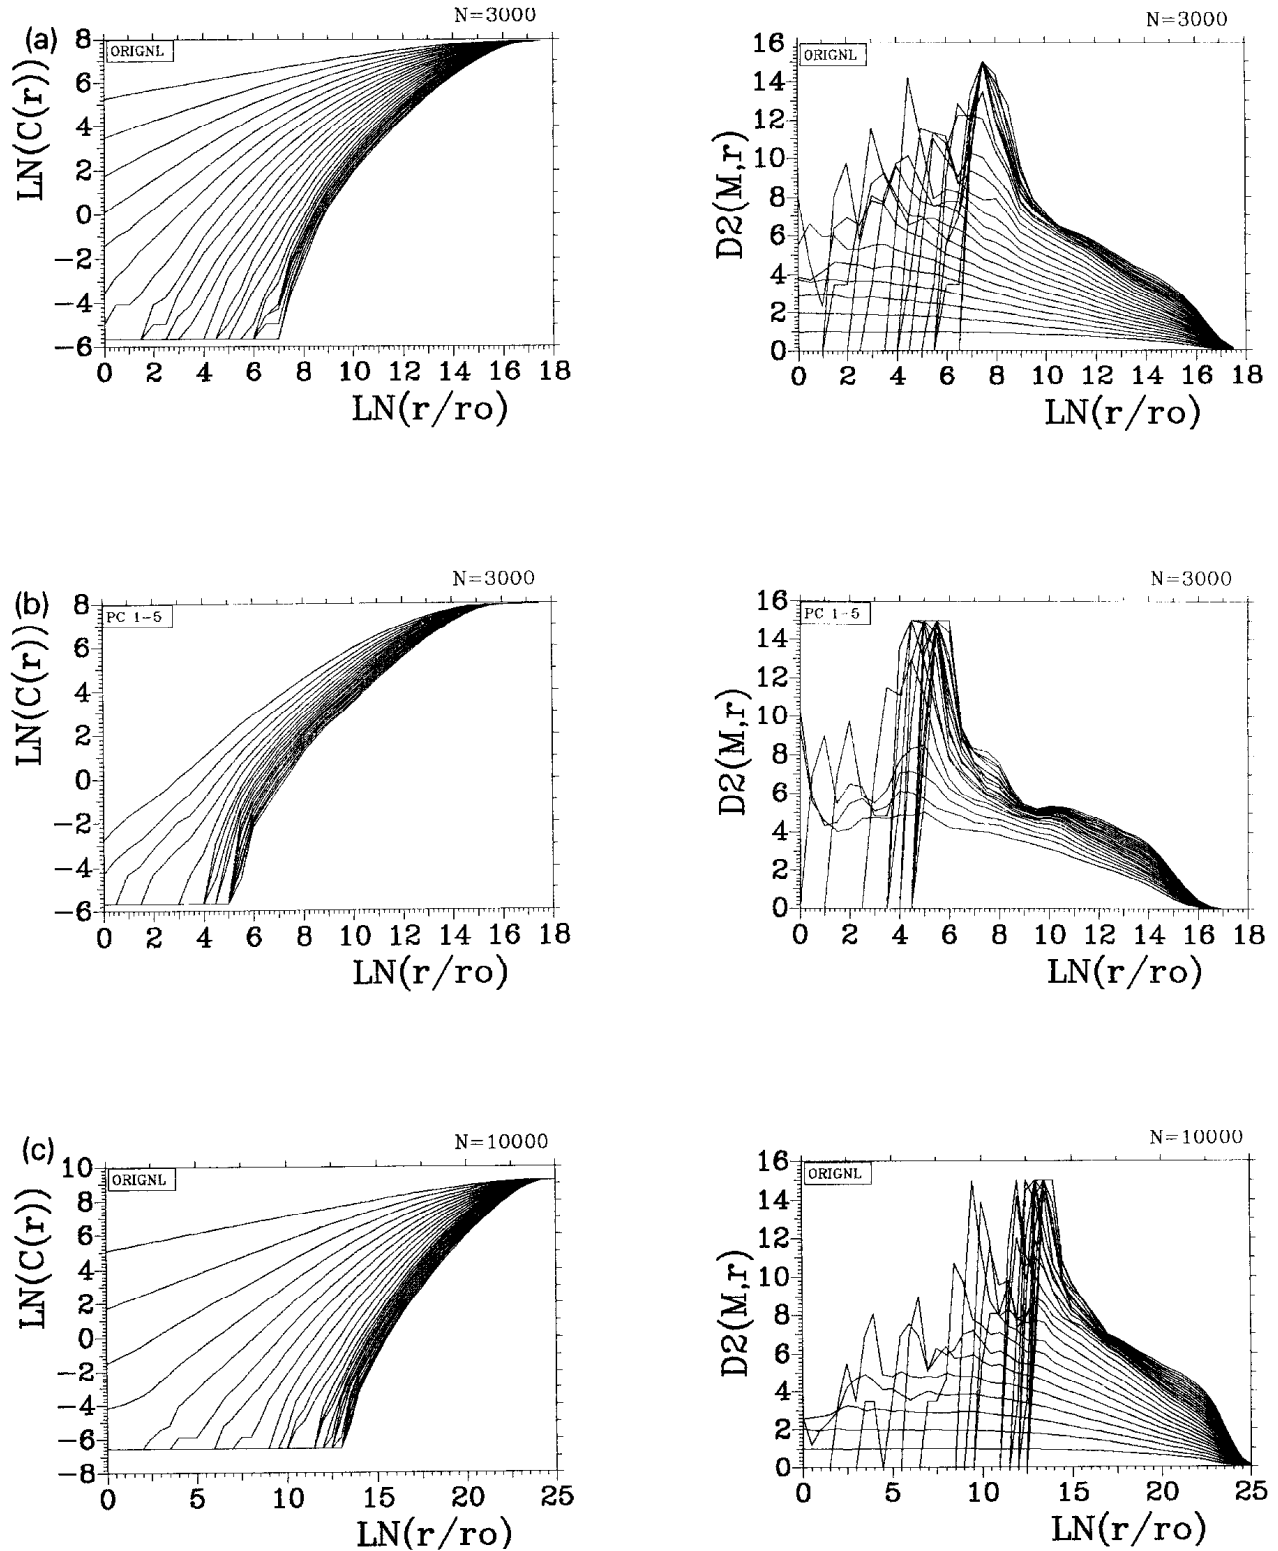 (a)
N=3000
ORIGNL
LN(C(r))
8
6
4
2
0
−2
−4
−6
0 2 4 6 8 10 12 14 16 18
LN(r/ro)
N=3000
ORIGNL
D2(M,r)
16
14
12
10
8
6
4
2
0
0 2 4 6 8 10 12 14 16 18
LN(r/ro)
(b)
N=3000
PC 1−5
LN(C(r))
8
6
4
2
0
−2
−4
−6
0 2 4 6 8 10 12 14 16 18
LN(r/ro)
N=3000
PC 1−5
D2(M,r)
16
14
12
10
8
6
4
2
0
0 2 4 6 8 10 12 14 16 18
LN(r/ro)
(c)
N=10000
ORIGNL
LN(C(r))
10
8
6
4
2
0
−2
−4
−6
−8
0 5 10 15 20 25
LN(r/ro)
N=10000
ORIGNL
D2(M,r)
16
14
12
10
8
6
4
2
0
0 5 10 15 20 25
LN(r/ro)